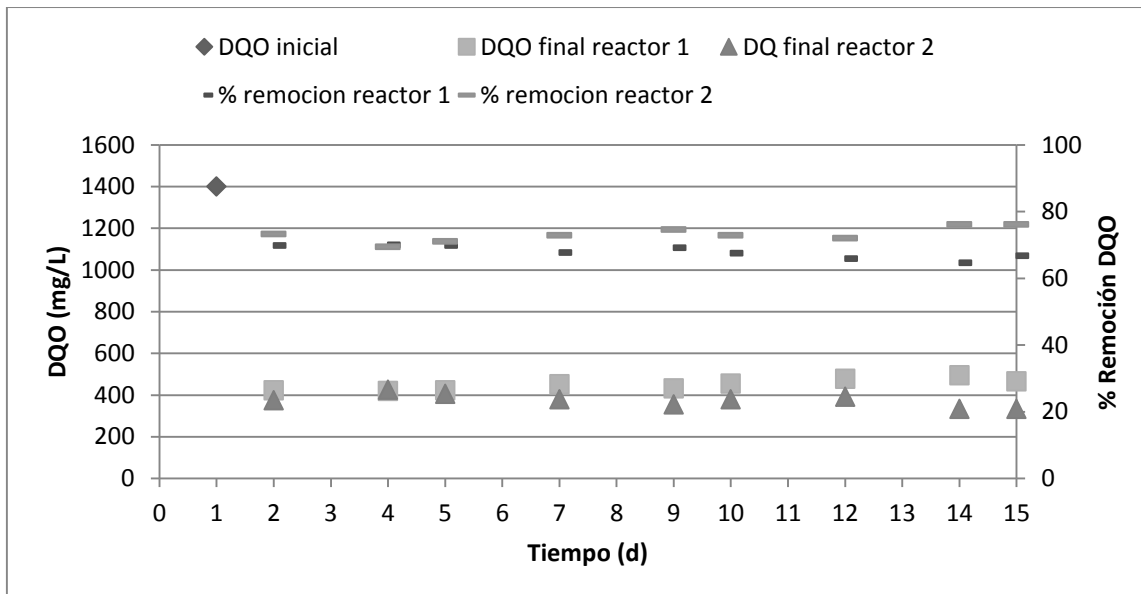 DQO inicial
DQO final reactor 1
DQ final reactor 2
% remocion reactor 1
% remocion reactor 2
DQO (mg/L)
1600
1400
1200
1000
800
600
400
200
0
100
80
60
40
20
0
% Remoción DQO
0 1 2 3 4 5 6 7 8 9 10 11 12 13 14 15
Tiempo (d)